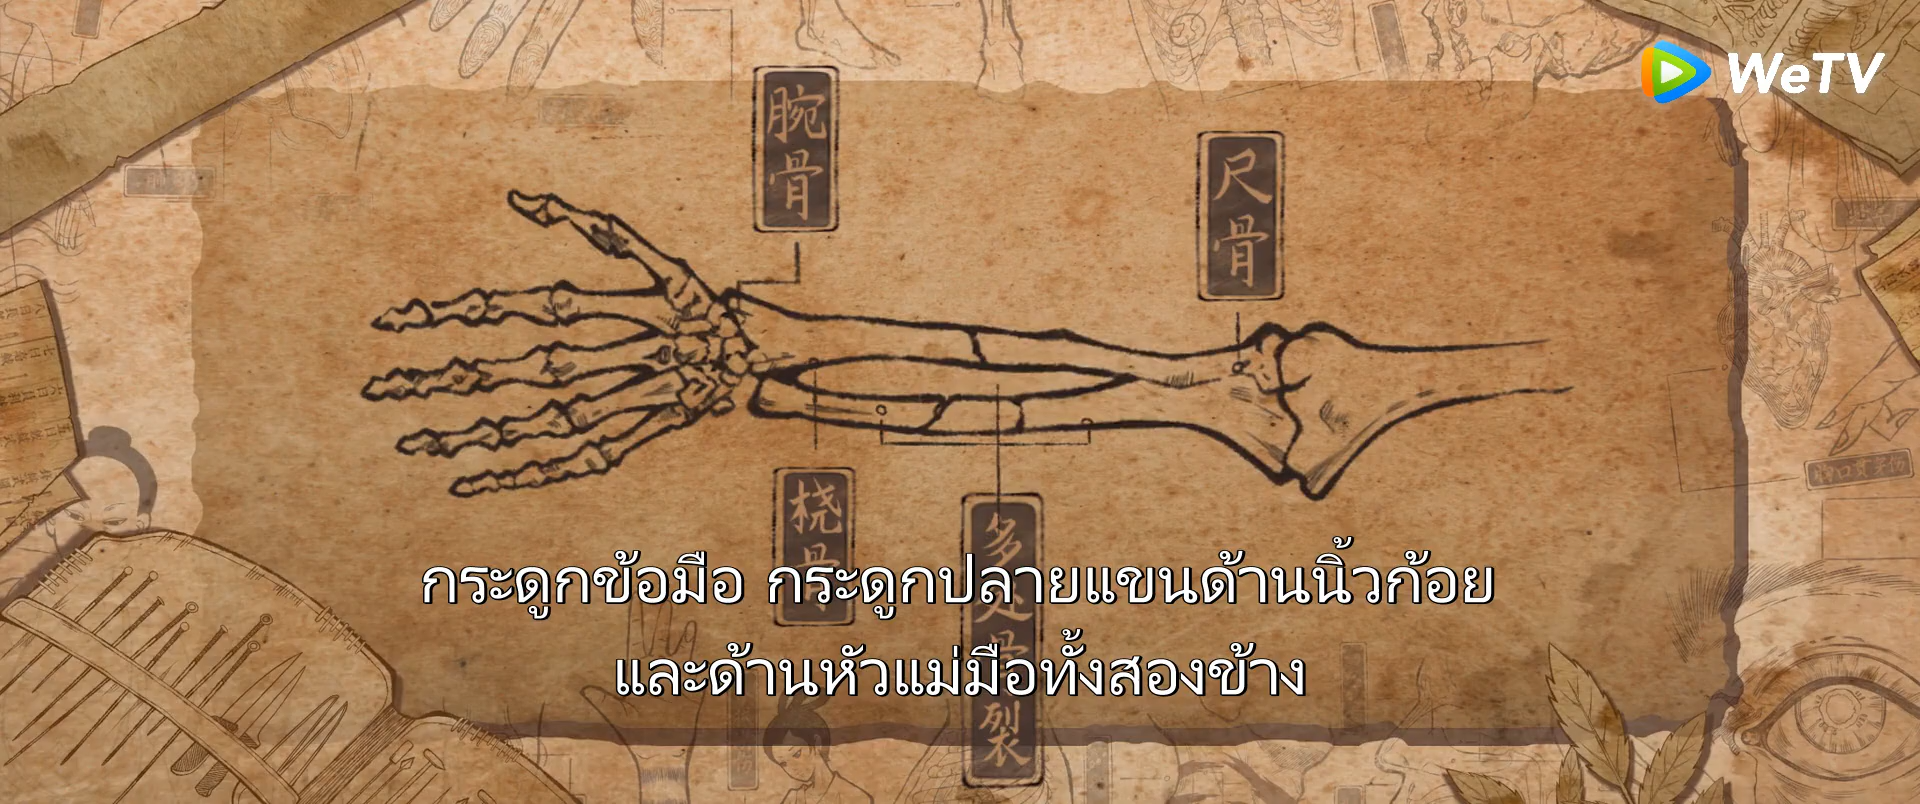 WeTV
腕骨
尺骨
桡骨
多处骨裂
กระดูกข้อมือ กระดูกปลายแขนด้านนิ้วก้อย
และด้านหัวแม่มือทั้งสองข้าง